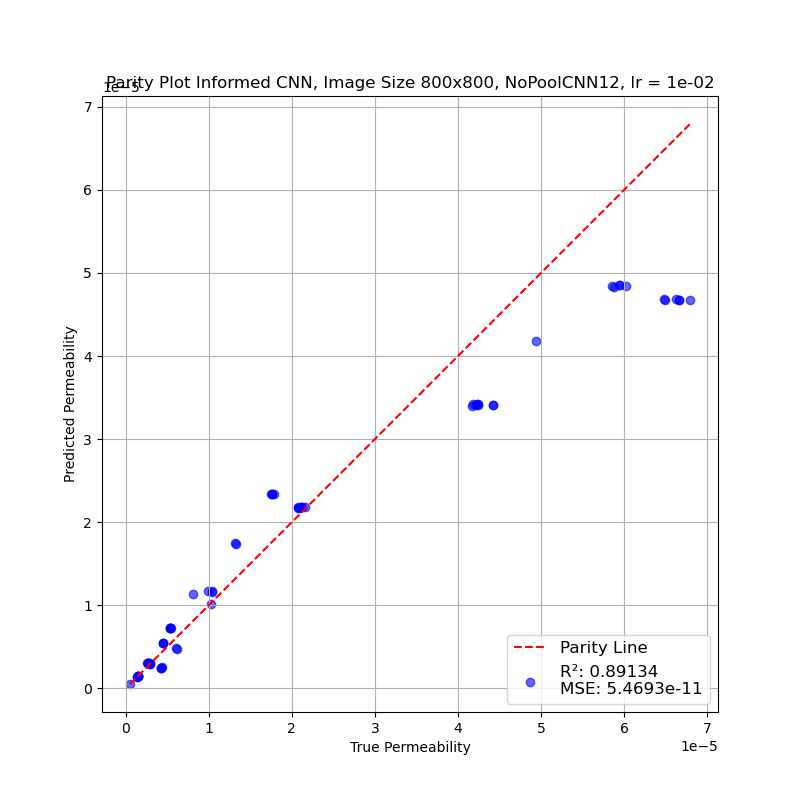 Parity Plot Informed CNN, Image Size 800x800, NoPoolCNN12, lr = 1e-02
1e−5
7
6
5
4
3
2
1
0
Predicted Permeability
Parity Line
R²: 0.89134
MSE: 5.4693e-11
0 1 2 3 4 5 6 7
True Permeability
1e−5